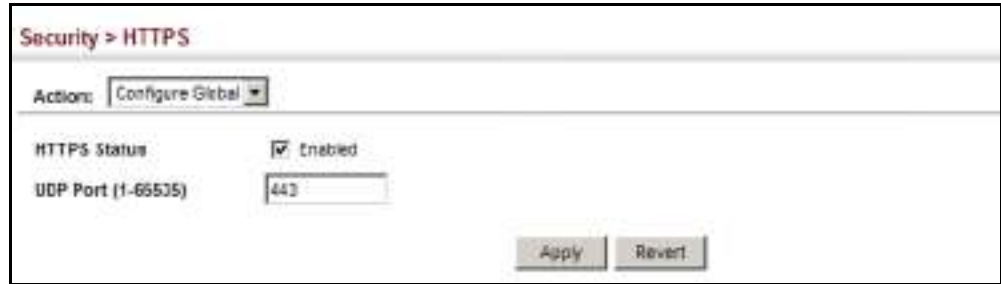 Security > HTTPS
Action: Configure Global
HTTPS Status Enabled
UDP Port (1-65535) 443
Apply Revert